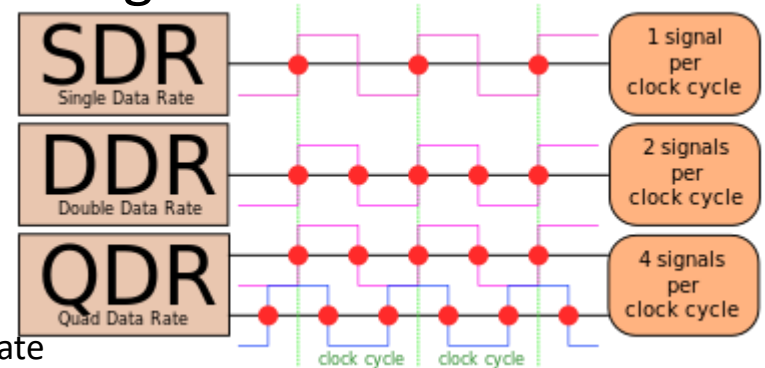 SDR
Single Data Rate
1 signal
per
clock cycle
DDR
Double Data Rate
2 signals
per
clock cycle
QDR
Quad Data Rate
4 signals
per
clock cycle
ate
clock cycle clock cycle